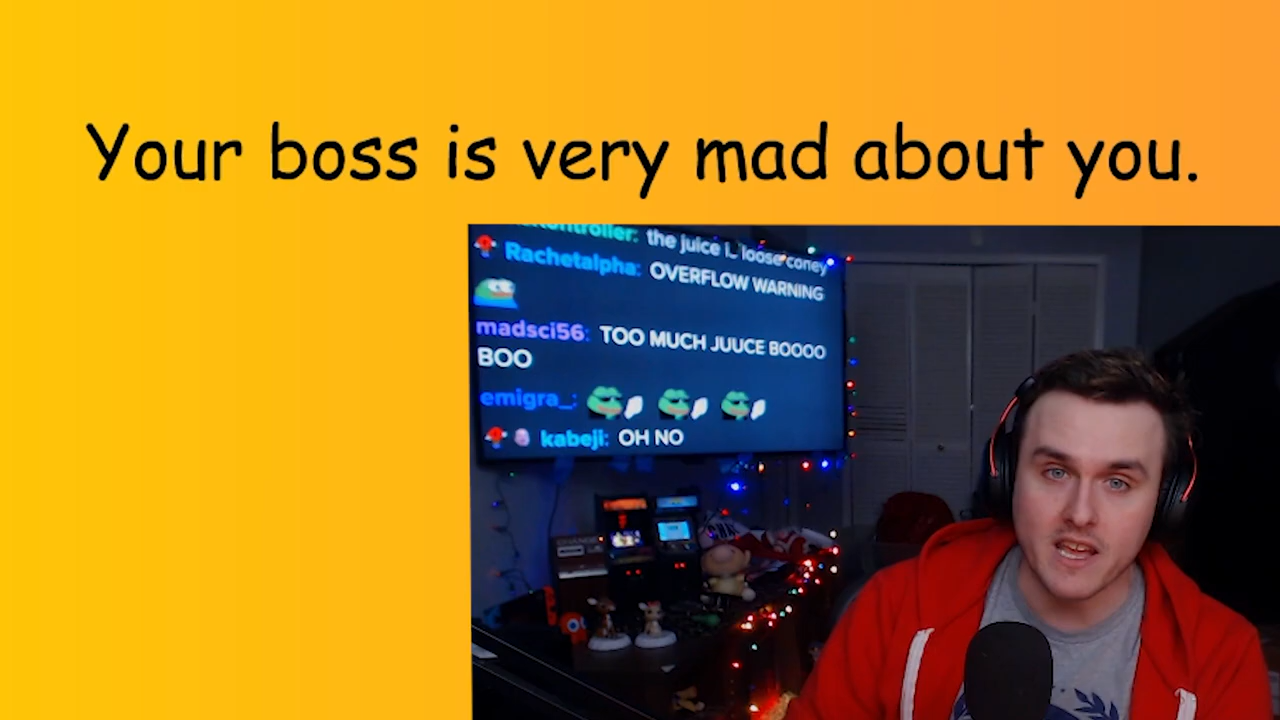 Your boss is very mad about you.
the juice
Rachetalpha: OVERFLOW WARNING
madsci56: TOO MUCH JUUCE BOOOO
BOO
emigra_:
kabeji: OH NO